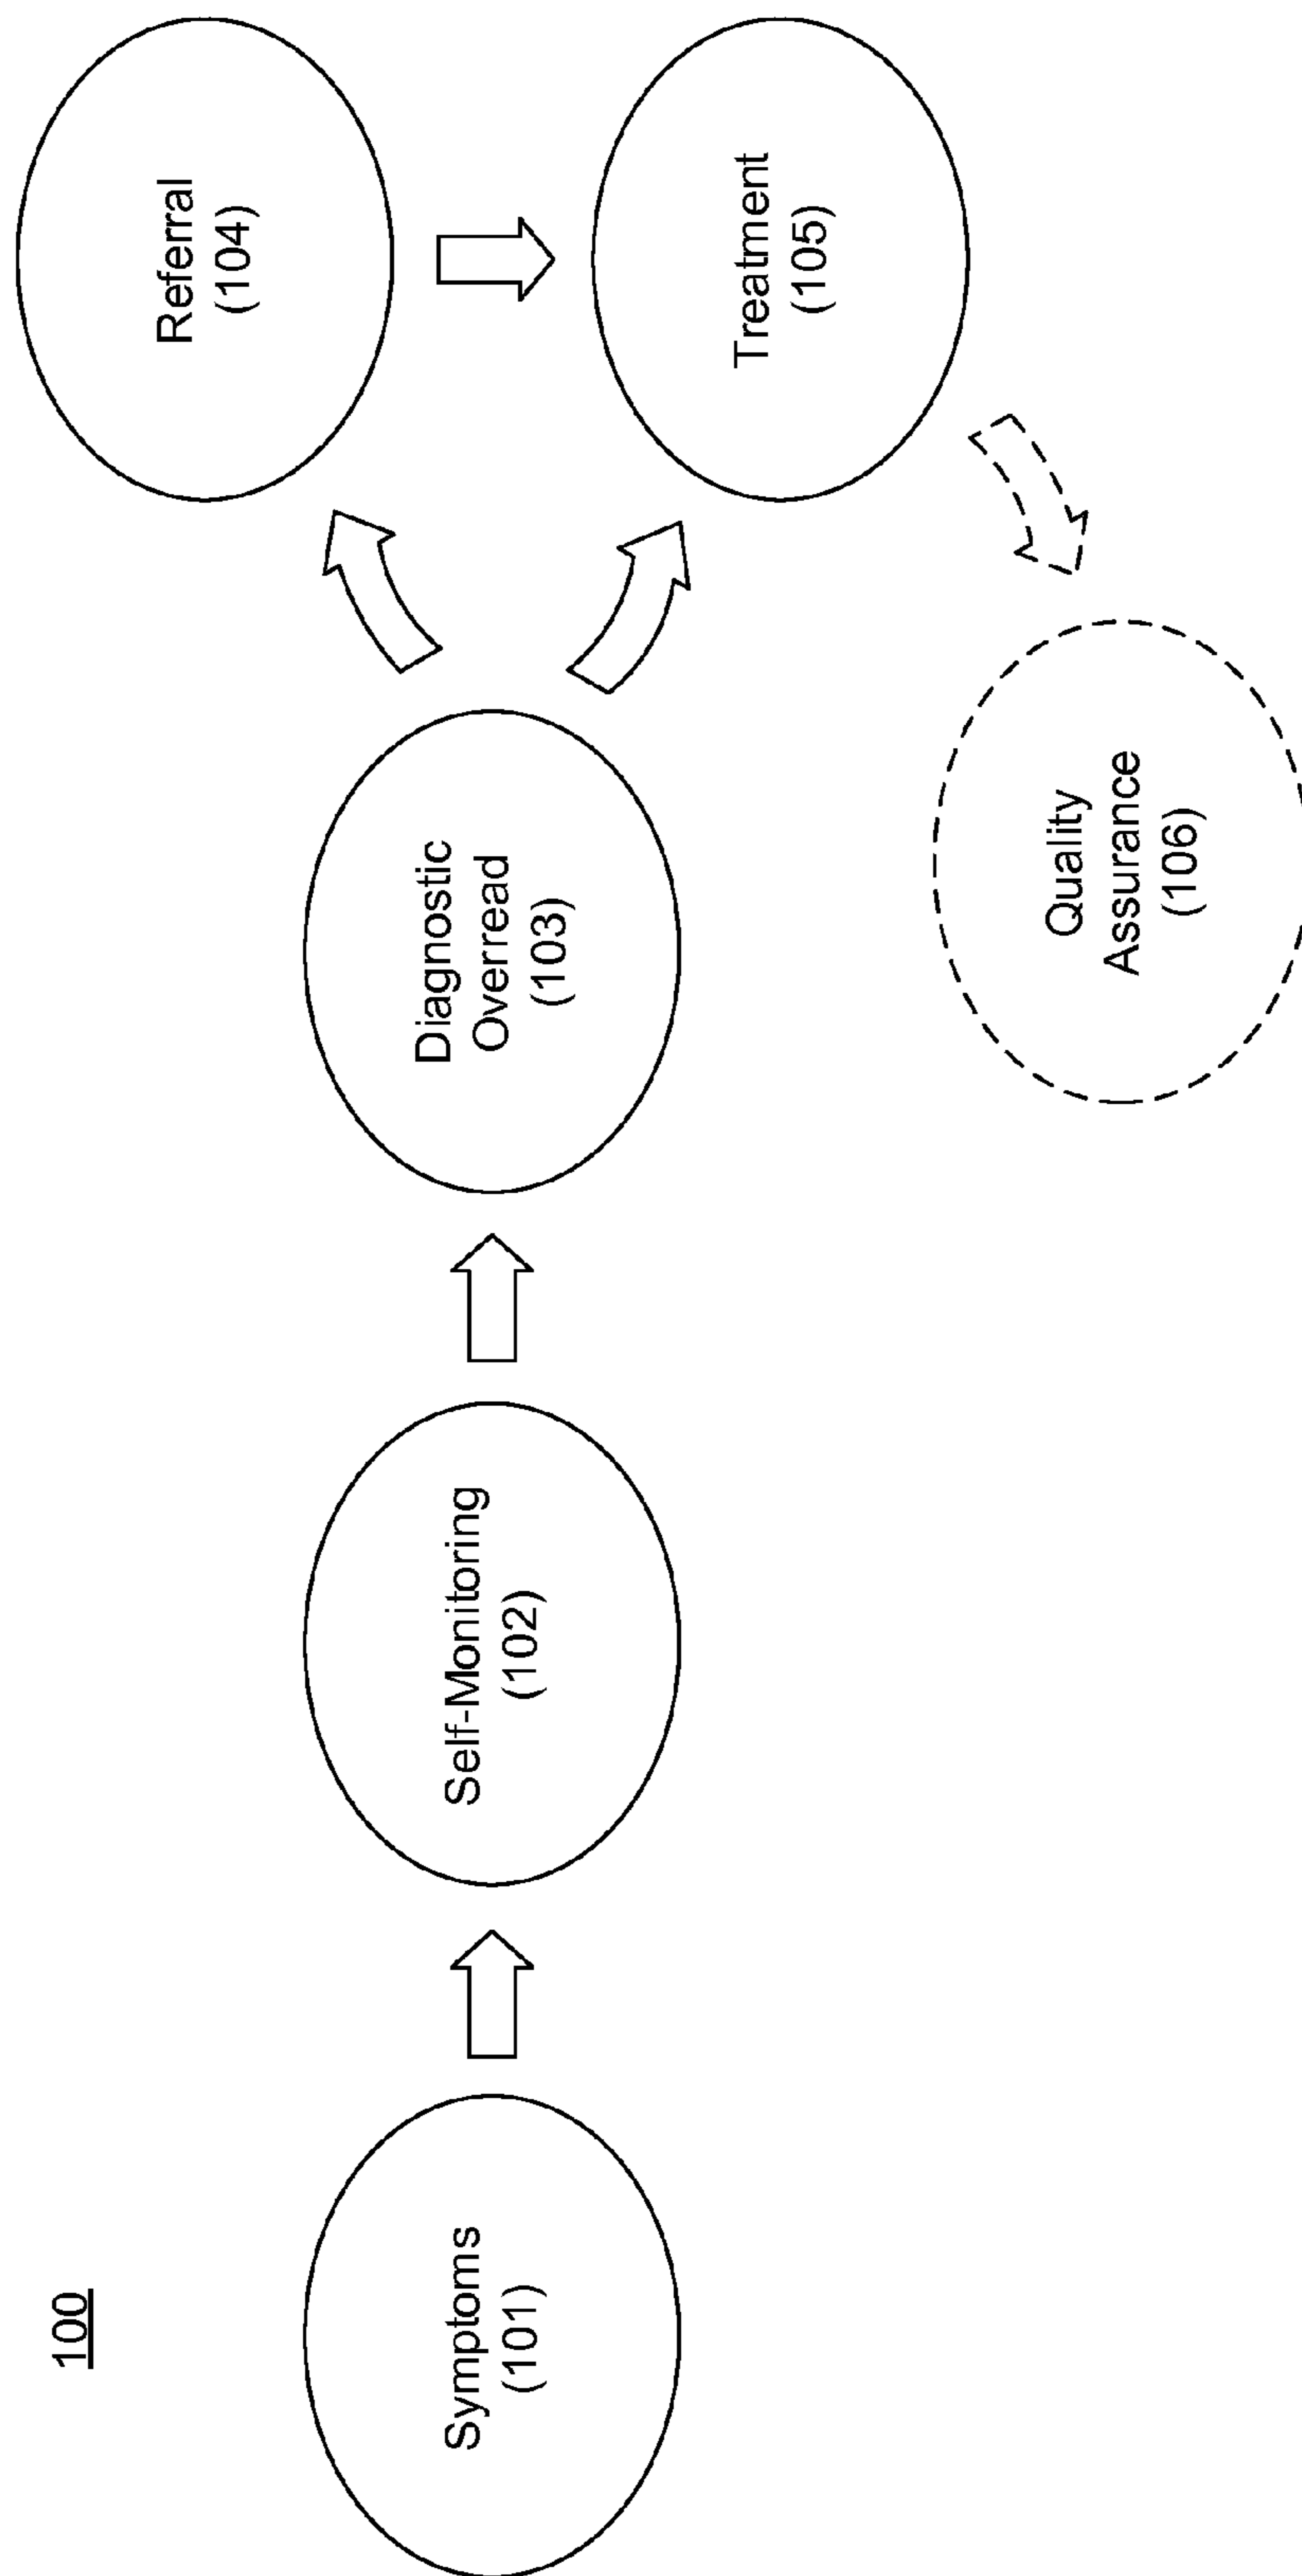 100
Symptoms
(101)
Self-Monitoring
(102)
Diagnostic
Overread
(103)
Referral
(104)
Treatment
(105)
Quality
Assurance
(106)